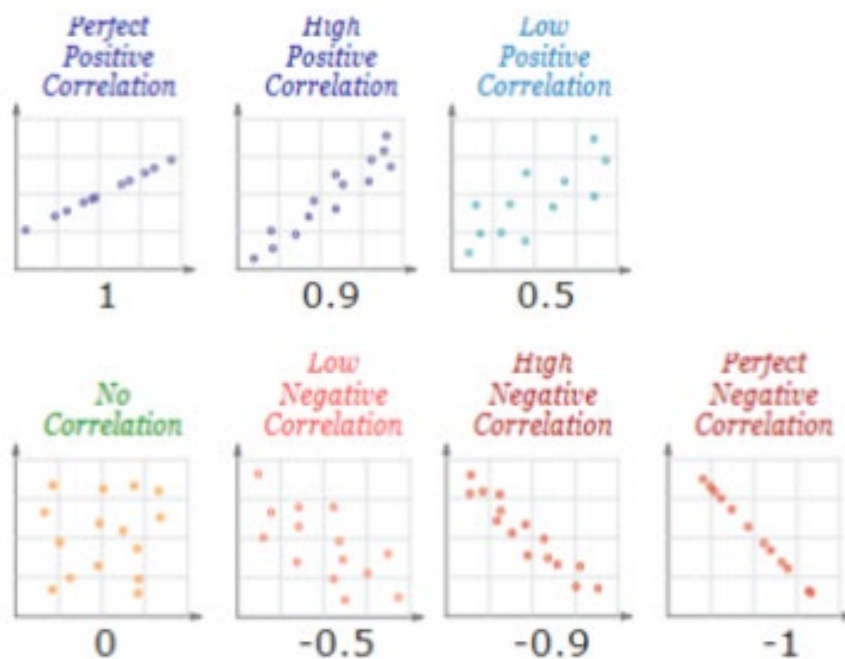 Perfect
Positive
Correlation
High
Positive
Correlation
Low
Positive
Correlation
1
0.9
0.5
No
Correlation
Low
Negative
Correlation
High
Negative
Correlation
Perfect
Negative
Correlation
0
-0.5
-0.9
-1